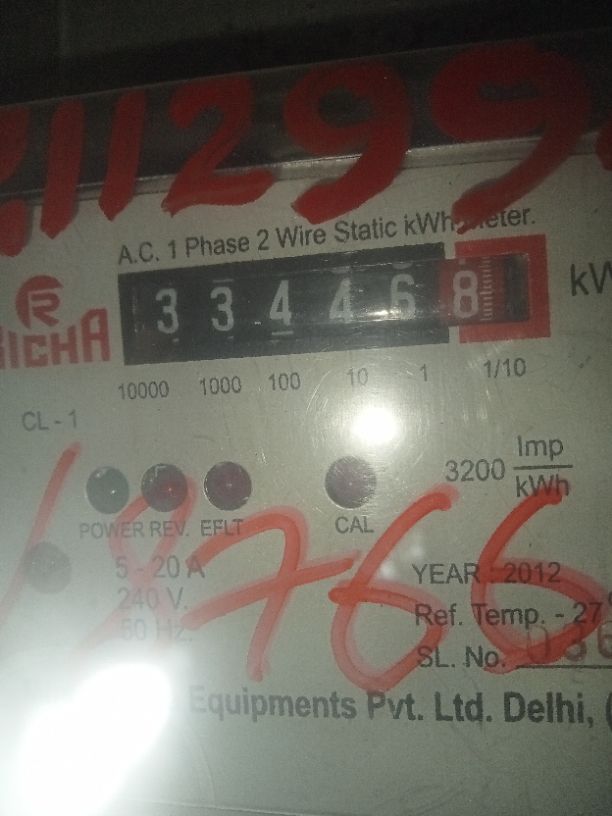 11299
A.C. 1 Phase 2 Wire Static kWh meter.
3 3 4 4 6 8
RICHA
10000 1000 100 10 1 1/10
CL - 1
3200 Imp
kWh
POWER REV. EFLT CAL
18766
5 - 20 A
240 V.
50 Hz.
YEAR : 2012
Ref. Temp. - 27
SL. No.
Equipments Pvt. Ltd. Delhi, (